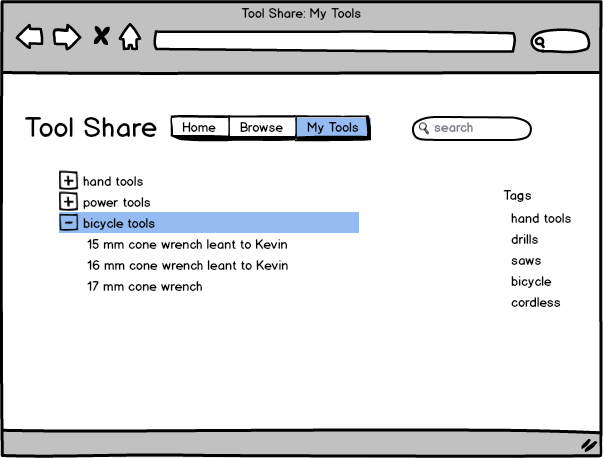 Tool Share: My Tools
Tool Share
Home Browse My Tools
search
hand tools
power tools
bicycle tools
15 mm cone wrench leant to Kevin
16 mm cone wrench leant to Kevin
17 mm cone wrench
Tags
hand tools
drills
saws
bicycle
cordless